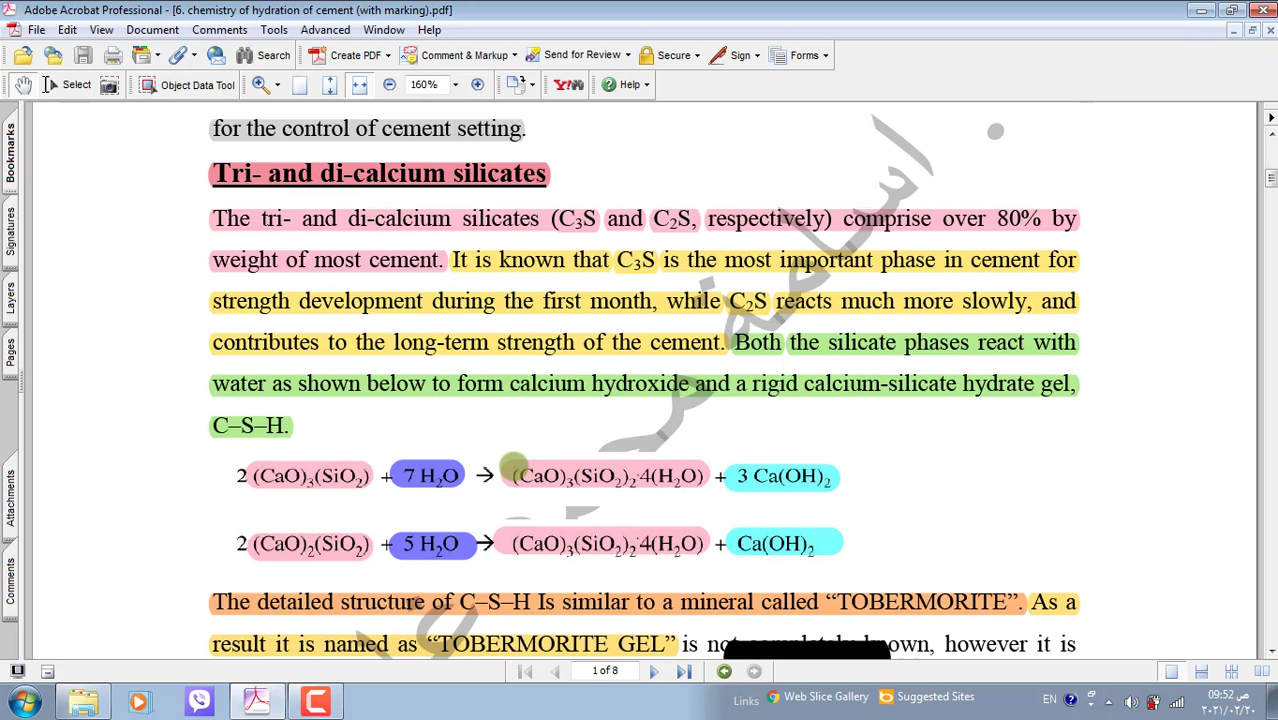 Adobe Acrobat Professional - [6. chemistry of hydration of cement (with marking).pdf]
File Edit View Document Comments Tools Advanced Window Help
Search Create PDF Comment & Markup Send for Review Secure Sign Forms
Select Object Data Tool 160% Y! Help
for the control of cement setting.
Tri- and di-calcium silicates
The tri- and di-calcium silicates (C₃S and C₂S, respectively) comprise over 80% by
weight of most cement. It is known that C₃S is the most important phase in cement for
strength development during the first month, while C₂S reacts much more slowly, and
contributes to the long-term strength of the cement. Both the silicate phases react with
water as shown below to form calcium hydroxide and a rigid calcium-silicate hydrate gel,
C–S–H.
2 (CaO)₃(SiO₂) + 7 H₂O → (CaO)₃(SiO₂)₂·4(H₂O) + 3 Ca(OH)₂
2 (CaO)₂(SiO₂) + 5 H₂O → (CaO)₃(SiO₂)₂·4(H₂O) + Ca(OH)₂
The detailed structure of C–S–H Is similar to a mineral called “TOBERMORITE”. As a
result it is named as “TOBERMORITE GEL” is not completely known, however it is
Bookmarks
Signatures
Layers
Pages
Attachments
Comments
1 of 8
Links Web Slice Gallery Suggested Sites
EN
09:52 ص
٢٠٢١/٠٢/٢٠